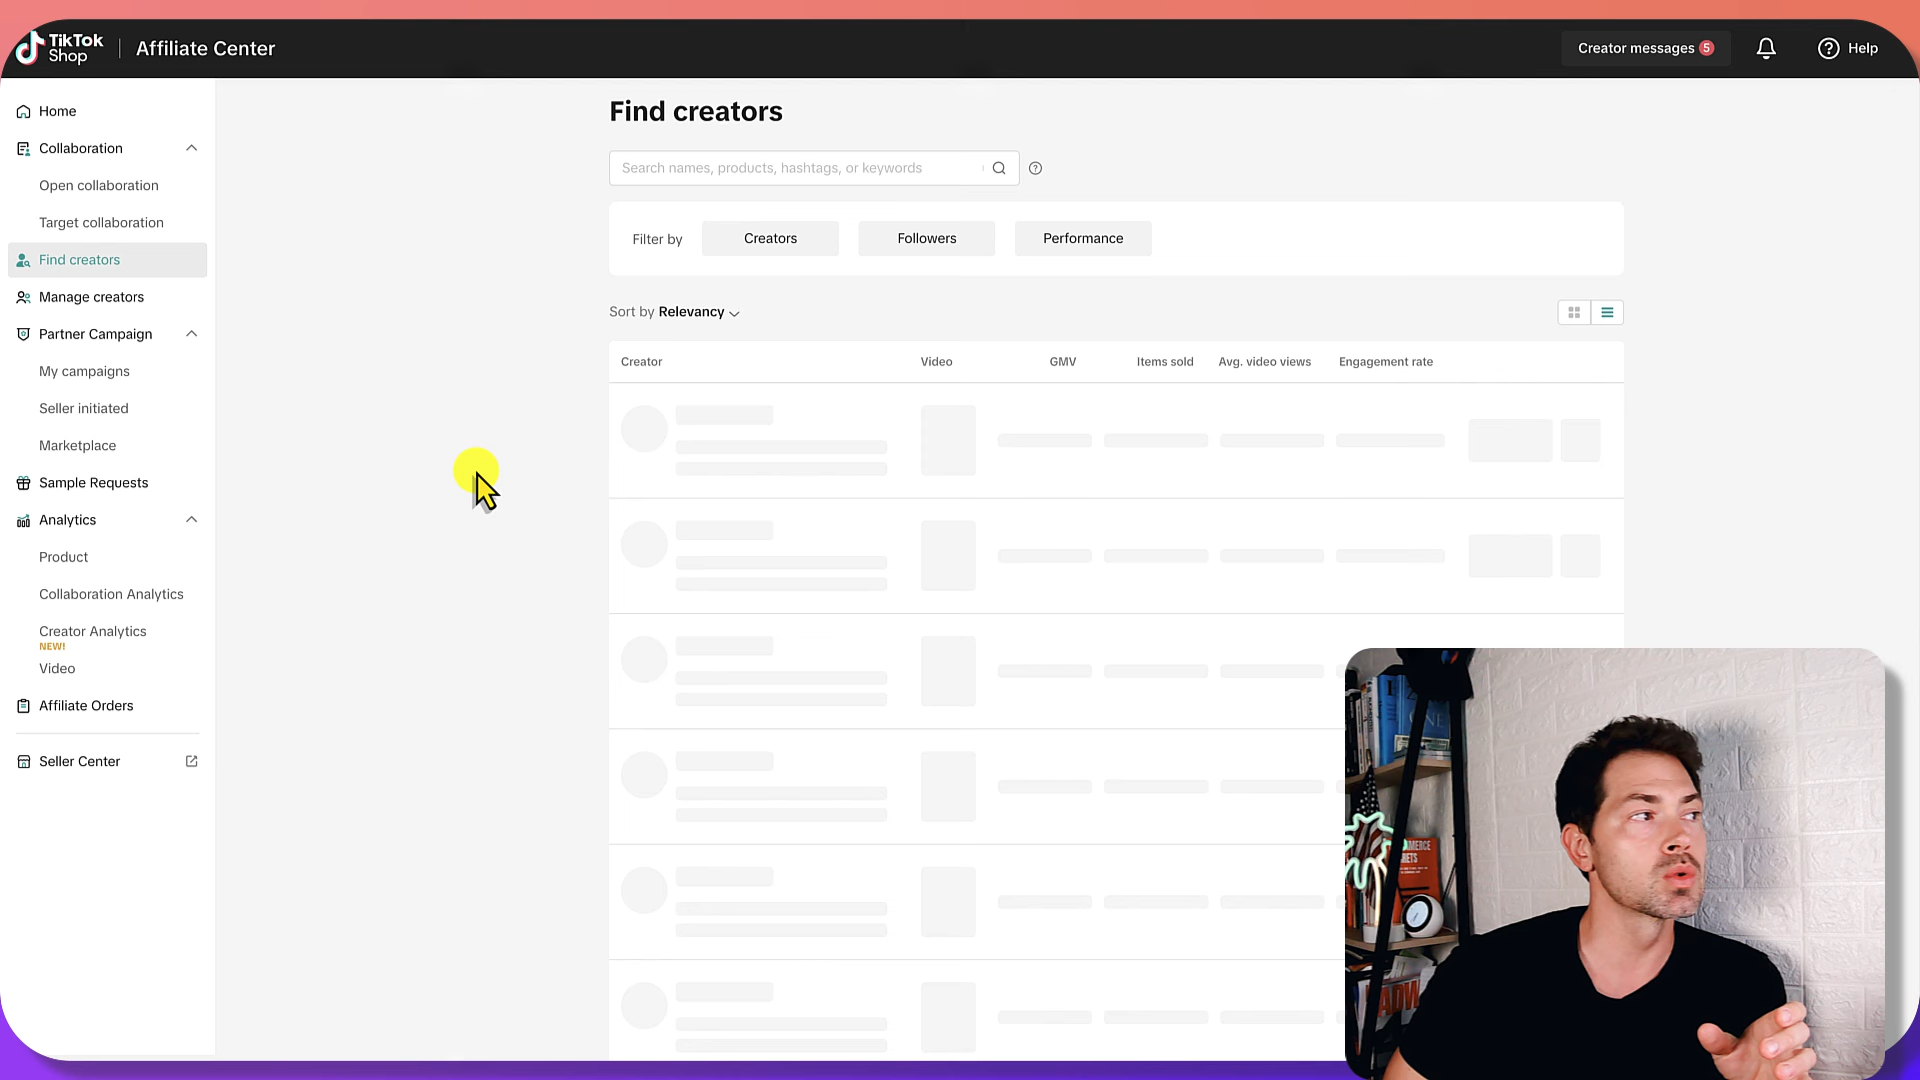 TikTok
Shop
Affiliate Center
Creator messages 5
Help
Home
Collaboration
Open collaboration
Target collaboration
Find creators
Manage creators
Partner Campaign
My campaigns
Seller initiated
Marketplace
Sample Requests
Analytics
Product
Collaboration Analytics
Creator Analytics
NEW!
Video
Affiliate Orders
Seller Center
Find creators
Search names, products, hashtags, or keywords
Filter by
Creators
Followers
Performance
Sort by Relevancy
Creator
Video
GMV
Items sold
Avg. video views
Engagement rate
ONE